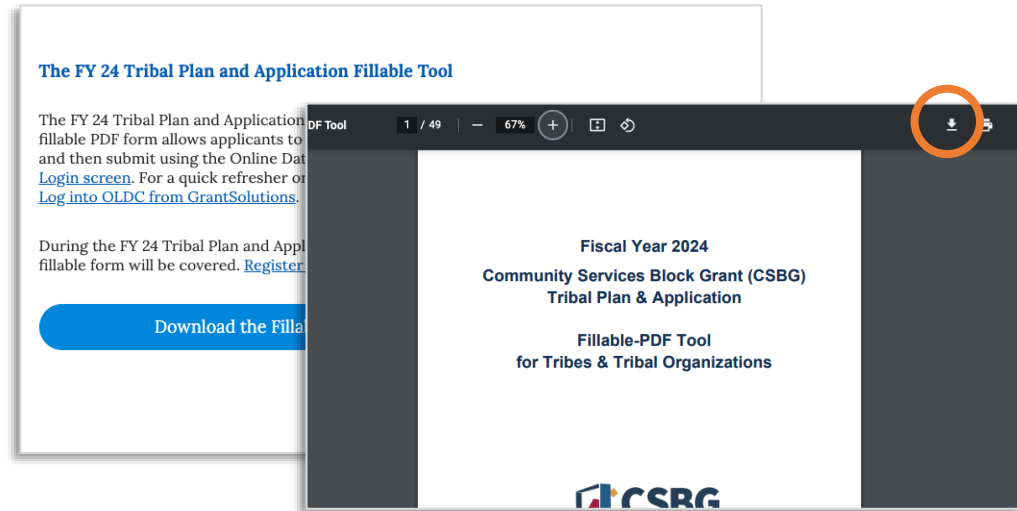 The FY 24 Tribal Plan and Application Fillable Tool
The FY 24 Tribal Plan and Application
fillable PDF form allows applicants to
and then submit using the Online Dat
Login screen. For a quick refresher or
Log into OLDC from GrantSolutions.
During the FY 24 Tribal Plan and Appl
fillable form will be covered. Register
Download the Filla
DF Tool 1 / 49 67%
Fiscal Year 2024
Community Services Block Grant (CSBG)
Tribal Plan & Application
Fillable-PDF Tool
for Tribes & Tribal Organizations
CSBG